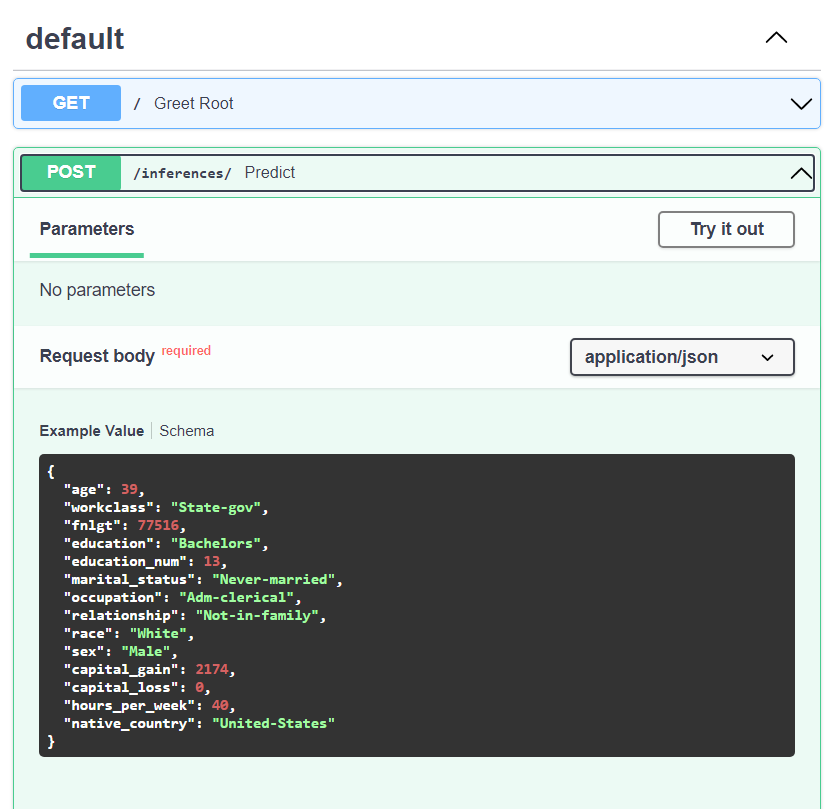 default
GET / Greet Root
POST /inferences/ Predict
Parameters Try it out
No parameters
Request body required application/json
Example Value Schema
{
  "age": 39,
  "workclass": "State-gov",
  "fnlgt": 77516,
  "education": "Bachelors",
  "education_num": 13,
  "marital_status": "Never-married",
  "occupation": "Adm-clerical",
  "relationship": "Not-in-family",
  "race": "White",
  "sex": "Male",
  "capital_gain": 2174,
  "capital_loss": 0,
  "hours_per_week": 40,
  "native_country": "United-States"
}